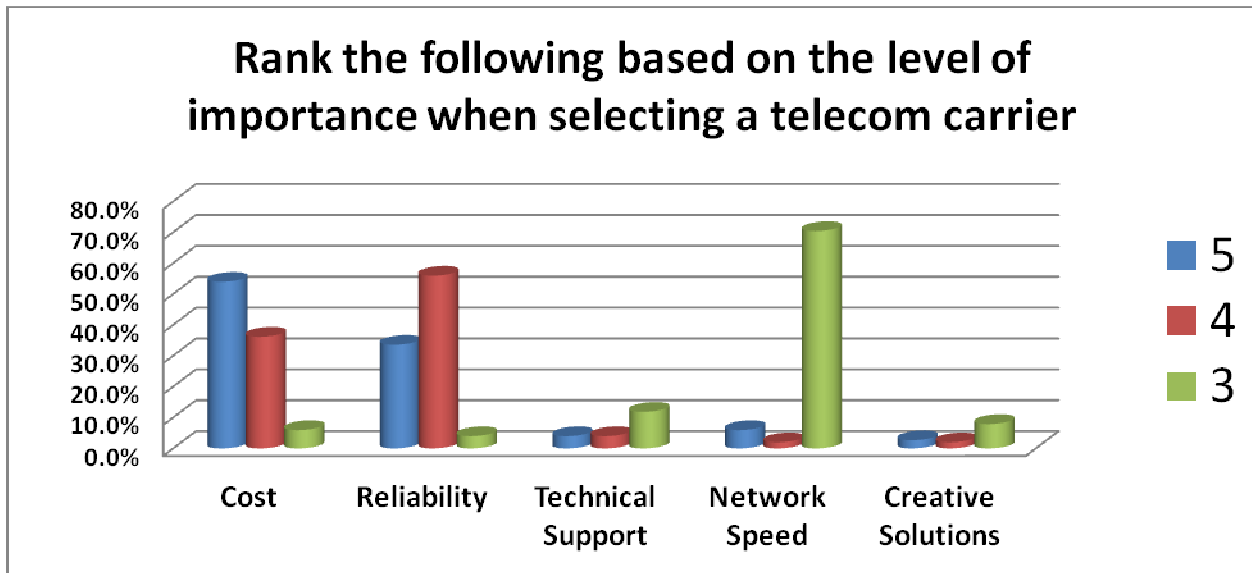 Rank the following based on the level of
importance when selecting a telecom carrier
80.0%
70.0%
60.0%
50.0%
40.0%
30.0%
20.0%
10.0%
0.0%
Cost
Reliability
Technical
Support
Network
Speed
Creative
Solutions
5
4
3